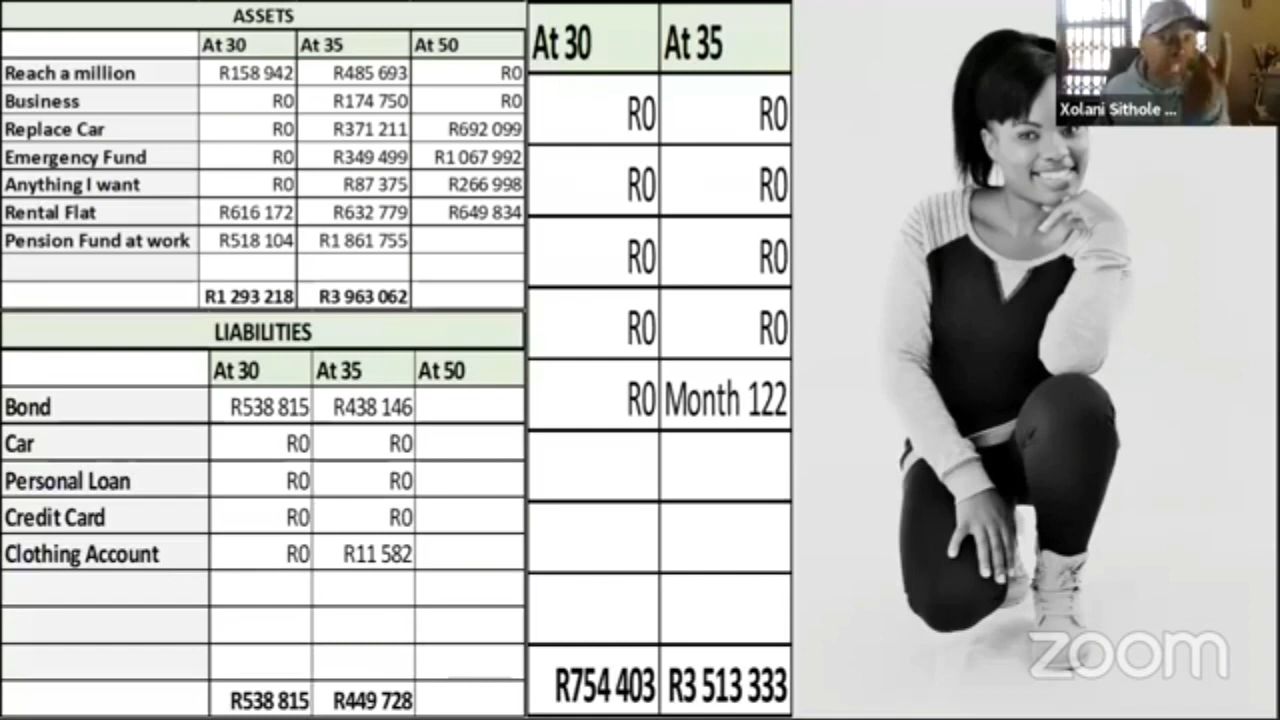 ASSETS
At 30 At 35 At 50
Reach a million R158 942 R485 693 R0
Business R0 R174 750 R0
Replace Car R0 R371 211 R692 099
Emergency Fund R0 R349 499 R1 067 992
Anything I want R0 R87 375 R266 998
Rental Flat R616 172 R632 779 R649 834
Pension Fund at work R518 104 R1 861 755
R1 293 218 R3 963 062
LIABILITIES
At 30 At 35 At 50
Bond R538 815 R438 146
Car R0 R0
Personal Loan R0 R0
Credit Card R0 R0
Clothing Account R0 R11 582
R538 815 R449 728
At 30 At 35
R0 R0
R0 R0
R0 R0
R0 R0
R0 Month 122
R754 403 R3 513 333
Xolani Sithole ...
zoom